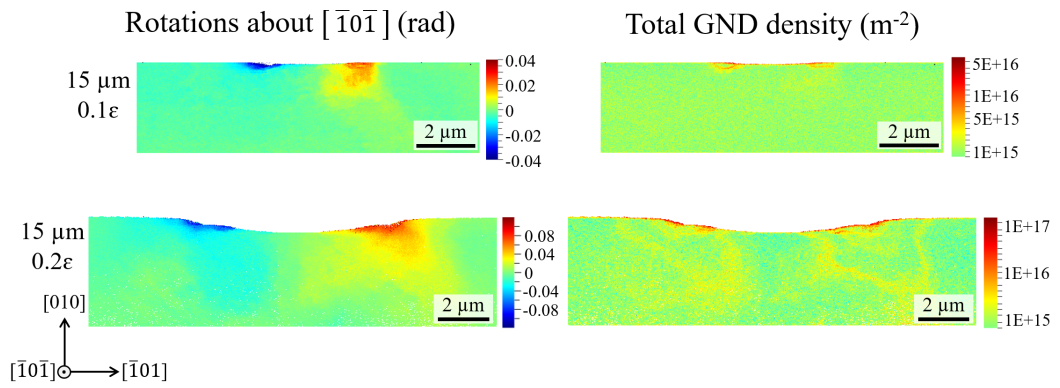 Rotations about [ 1̅01̅ ] (rad)
Total GND density (m-2)
15 µm
0.1ε
0.04
0.02
0
-0.02
-0.04
2 µm
5E+16
1E+16
5E+15
1E+15
2 µm
15 µm
0.2ε
0.08
0.04
0
-0.04
-0.08
2 µm
1E+17
1E+16
1E+15
2 µm
[010]
[1̅01̅]
[1̅01]